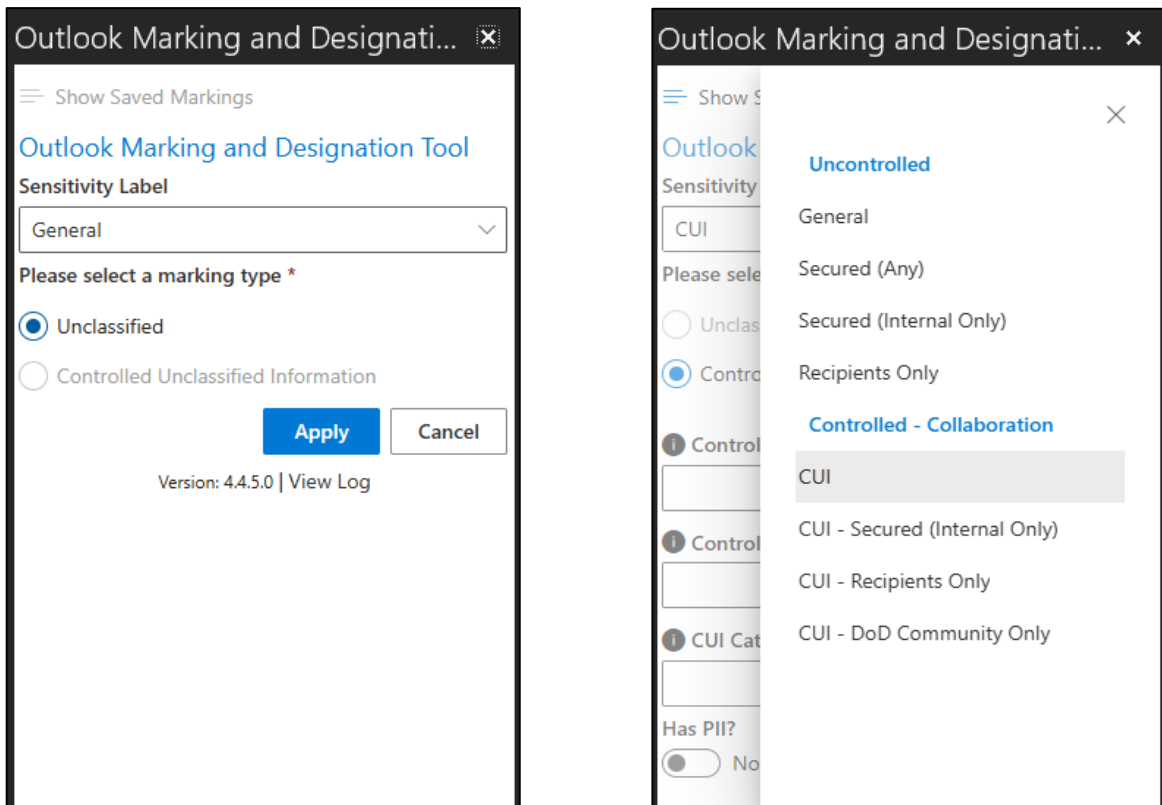 Outlook Marking and Designati...
Show Saved Markings
Outlook Marking and Designation Tool
Sensitivity Label
General
Please select a marking type *
Unclassified
Controlled Unclassified Information
Apply Cancel
Version: 4.4.5.0 | View Log
Outlook Marking and Designati...
Show S
Outlook
Sensitivity
CUI
Please sele
Unclas
Contro
Control
Control
CUI Cat
Has PII?
No
Uncontrolled
General
Secured (Any)
Secured (Internal Only)
Recipients Only
Controlled - Collaboration
CUI
CUI - Secured (Internal Only)
CUI - Recipients Only
CUI - DoD Community Only